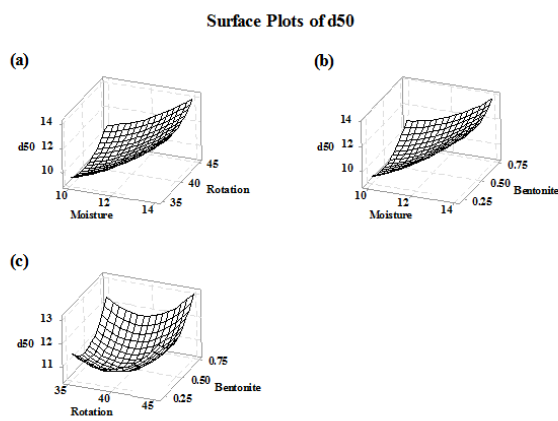 Surface Plots of d50
(a)
14
d50
12
10
10
12
14
Moisture
35
40
45
Rotation
(b)
14
d50
12
10
10
12
14
Moisture
0.25
0.50
0.75
Bentonite
(c)
13
d50
12
11
35
40
45
Rotation
0.25
0.50
0.75
Bentonite